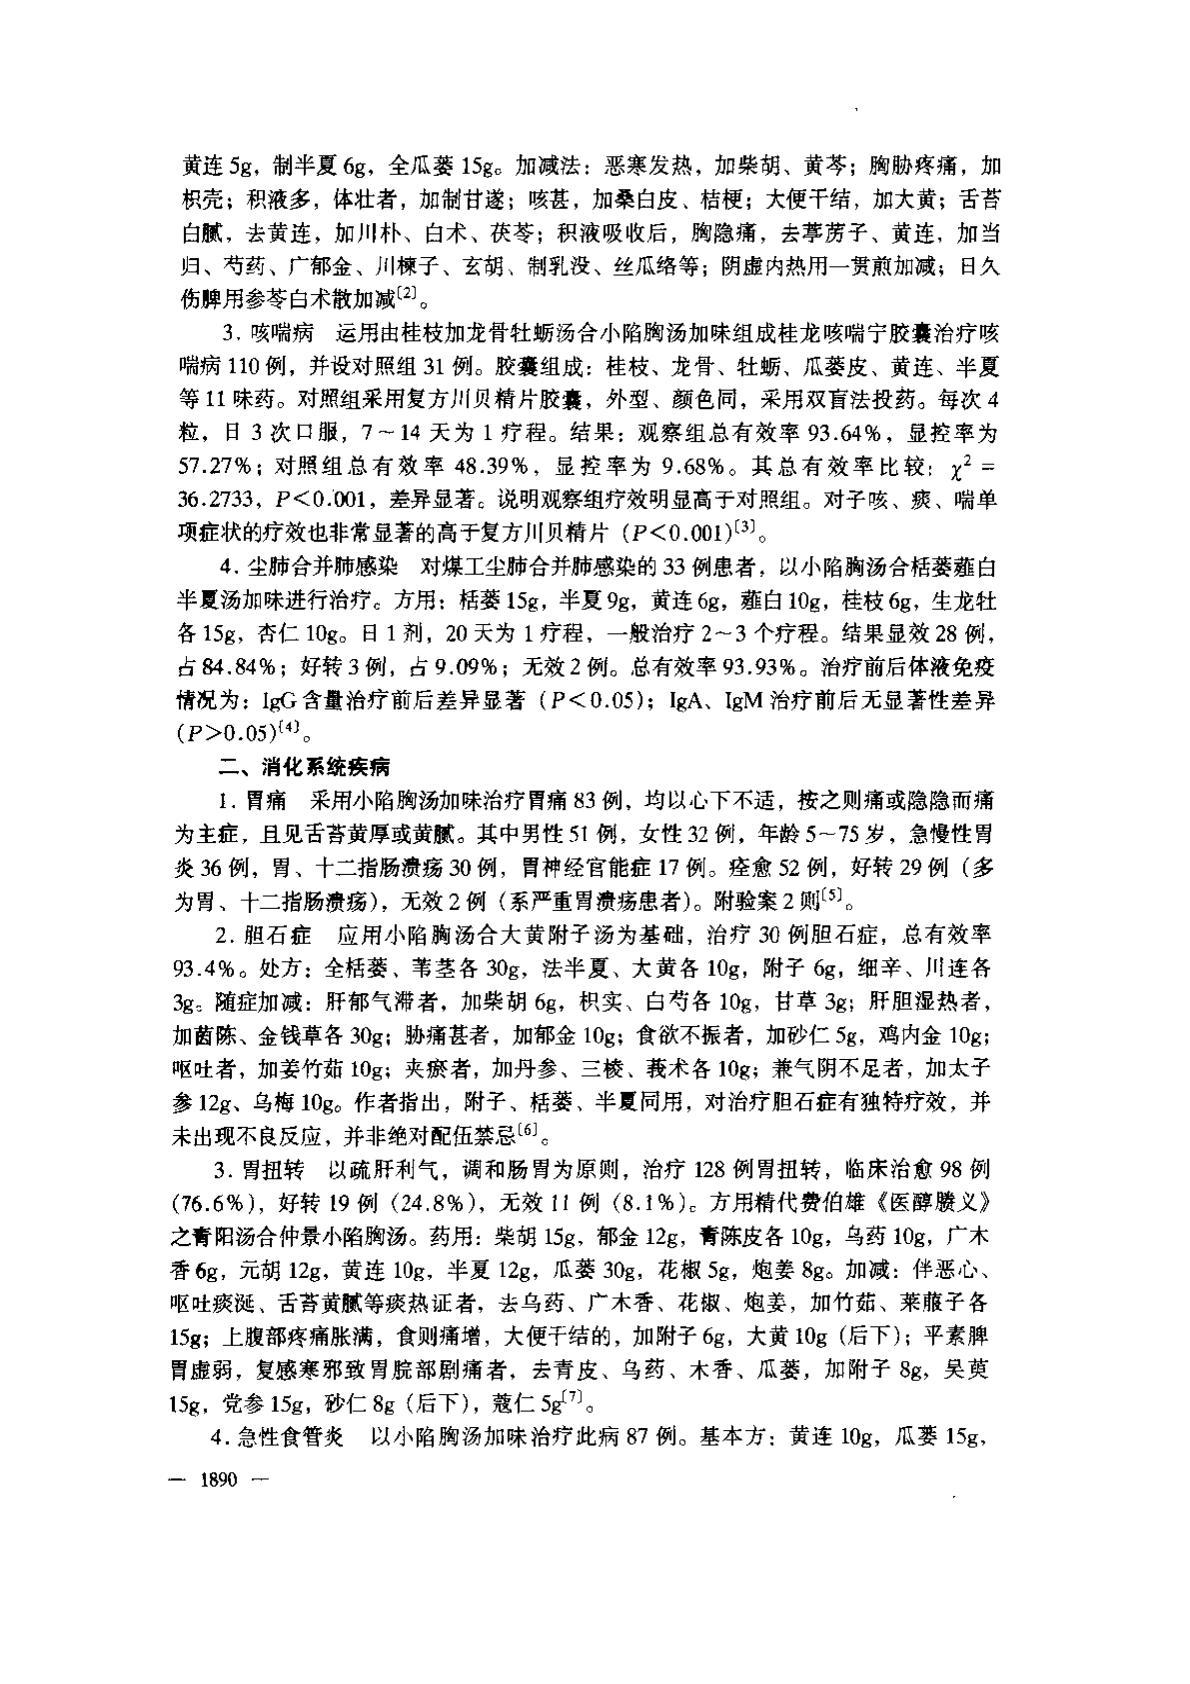 黄连 5g，制半夏 6g，全瓜蒌 15g。加减法：恶寒发热，加柴胡、黄芩；胸胁疼痛，加
枳壳；积液多，体壮者，加制甘遂；咳甚，加桑白皮、桔梗；大便干结，加大黄；舌苔
白腻，去黄连，加川朴、白术、茯苓；积液吸收后，胸隐痛，去葶苈子、黄连，加当
归、芍药、广郁金、川楝子、玄胡、制乳没、丝瓜络等；阴虚内热用一贯煎加减；日久
伤脾用参苓白术散加减〔2〕。
3. 咳喘病　运用由桂枝加龙骨牡蛎汤合小陷胸汤加味组成桂龙咳喘宁胶囊治疗咳
喘病 110 例，并设对照组 31 例。胶囊组成：桂枝、龙骨、牡蛎、瓜蒌皮、黄连、半夏
等 11 味药。对照组采用复方川贝精片胶囊，外型、颜色同，采用双盲法投药。每次 4
粒，日 3 次口服，7～14 天为 1 疗程。结果：观察组总有效率 93.64%，显控率为
57.27%；对照组总有效率 48.39%，显控率为 9.68%。其总有效率比较：χ² =
36.2733，P＜0.001，差异显著。说明观察组疗效明显高于对照组。对子咳、痰、喘单
项症状的疗效也非常显著的高于复方川贝精片（P＜0.001）〔3〕。
4. 尘肺合并肺感染　对煤工尘肺合并肺感染的 33 例患者，以小陷胸汤合栝蒌薤白
半夏汤加味进行治疗。方用：栝蒌 15g，半夏 9g，黄连 6g，薤白 10g，桂枝 6g，生龙牡
各 15g，杏仁 10g。日 1 剂，20 天为 1 疗程，一般治疗 2～3 个疗程。结果显效 28 例，
占 84.84%；好转 3 例，占 9.09%；无效 2 例。总有效率 93.93%。治疗前后体液免疫
情况为：IgG 含量治疗前后差异显著（P＜0.05）；IgA、IgM 治疗前后无显著性差异
（P＞0.05）〔4〕。
二、消化系统疾病
1. 胃痛　采用小陷胸汤加味治疗胃痛 83 例，均以心下不适，按之则痛或隐隐而痛
为主症，且见舌苔黄厚或黄腻。其中男性 51 例，女性 32 例，年龄 5～75 岁，急慢性胃
炎 36 例，胃、十二指肠溃疡 30 例，胃神经官能症 17 例。痊愈 52 例，好转 29 例（多
为胃、十二指肠溃疡），无效 2 例（系严重胃溃疡患者）。附验案 2 则〔5〕。
2. 胆石症　应用小陷胸汤合大黄附子汤为基础，治疗 30 例胆石症，总有效率
93.4%。处方：全栝蒌、苇茎各 30g，法半夏、大黄各 10g，附子 6g，细辛、川连各
3g。随症加减：肝郁气滞者，加柴胡 6g，枳实、白芍各 10g，甘草 3g；肝胆湿热者，
加茵陈、金钱草各 30g；胁痛甚者，加郁金 10g；食欲不振者，加砂仁 5g，鸡内金 10g；
呕吐者，加姜竹茹 10g；夹瘀者，加丹参、三棱、莪术各 10g；兼气阴不足者，加太子
参 12g、乌梅 10g。作者指出，附子、栝蒌、半夏同用，对治疗胆石症有独特疗效，并
未出现不良反应，并非绝对配伍禁忌〔6〕。
3. 胃扭转　以疏肝利气，调和肠胃为原则，治疗 128 例胃扭转，临床治愈 98 例
（76.6%），好转 19 例（24.8%），无效 11 例（8.1%）。方用精代费伯雄《医醇賸义》
之青阳汤合仲景小陷胸汤。药用：柴胡 15g，郁金 12g，青陈皮各 10g，乌药 10g，广木
香 6g，元胡 12g，黄连 10g，半夏 12g，瓜蒌 30g，花椒 5g，炮姜 8g。加减：伴恶心、
呕吐痰涎、舌苔黄腻等痰热证者，去乌药、广木香、花椒、炮姜，加竹茹、莱菔子各
15g；上腹部疼痛胀满，食则痛增，大便干结的，加附子 6g，大黄 10g（后下）；平素脾
胃虚弱，复感寒邪致胃脘部剧痛者，去青皮、乌药、木香、瓜蒌，加附子 8g，吴萸
15g，党参 15g，砂仁 8g（后下），蔻仁 5g〔7〕。
4. 急性食管炎　以小陷胸汤加味治疗此病 87 例。基本方：黄连 10g，瓜蒌 15g，
— 1890 —